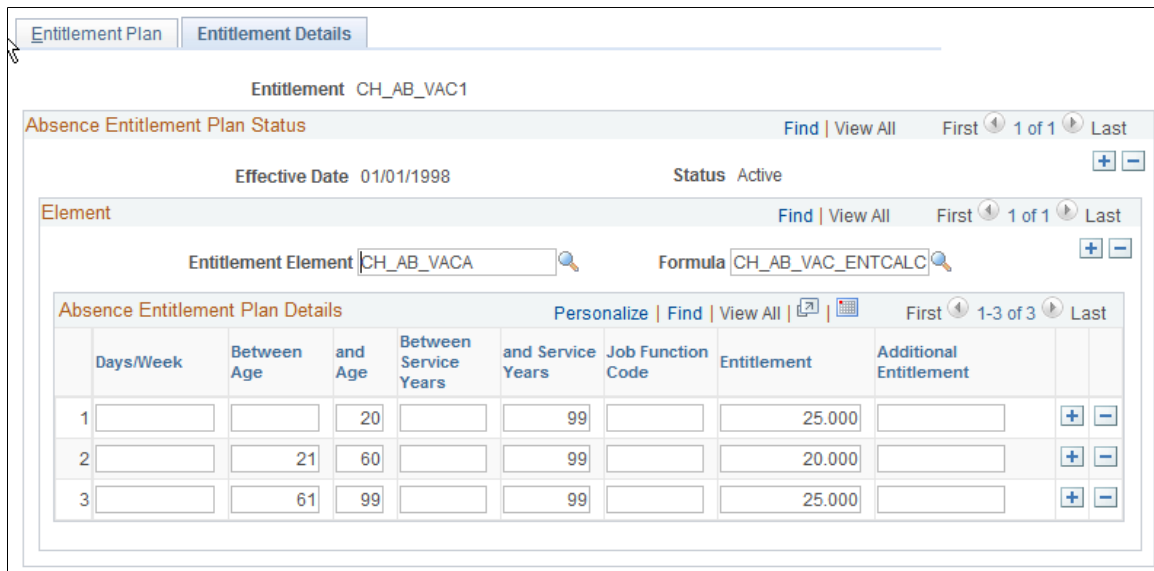 Entitlement Plan Entitlement Details
Entitlement CH_AB_VAC1
Absence Entitlement Plan Status Find | View All First 1 of 1 Last
Effective Date 01/01/1998 Status Active
Element Find | View All First 1 of 1 Last
Entitlement Element CH_AB_VACA Formula CH_AB_VAC_ENTCALC
Absence Entitlement Plan Details Personalize | Find | View All | | First 1-3 of 3 Last
Days/Week Between Age and Age Between Service Years and Service Years Job Function Code Entitlement Additional Entitlement
1 20 99 25.000
2 21 60 99 20.000
3 61 99 99 25.000